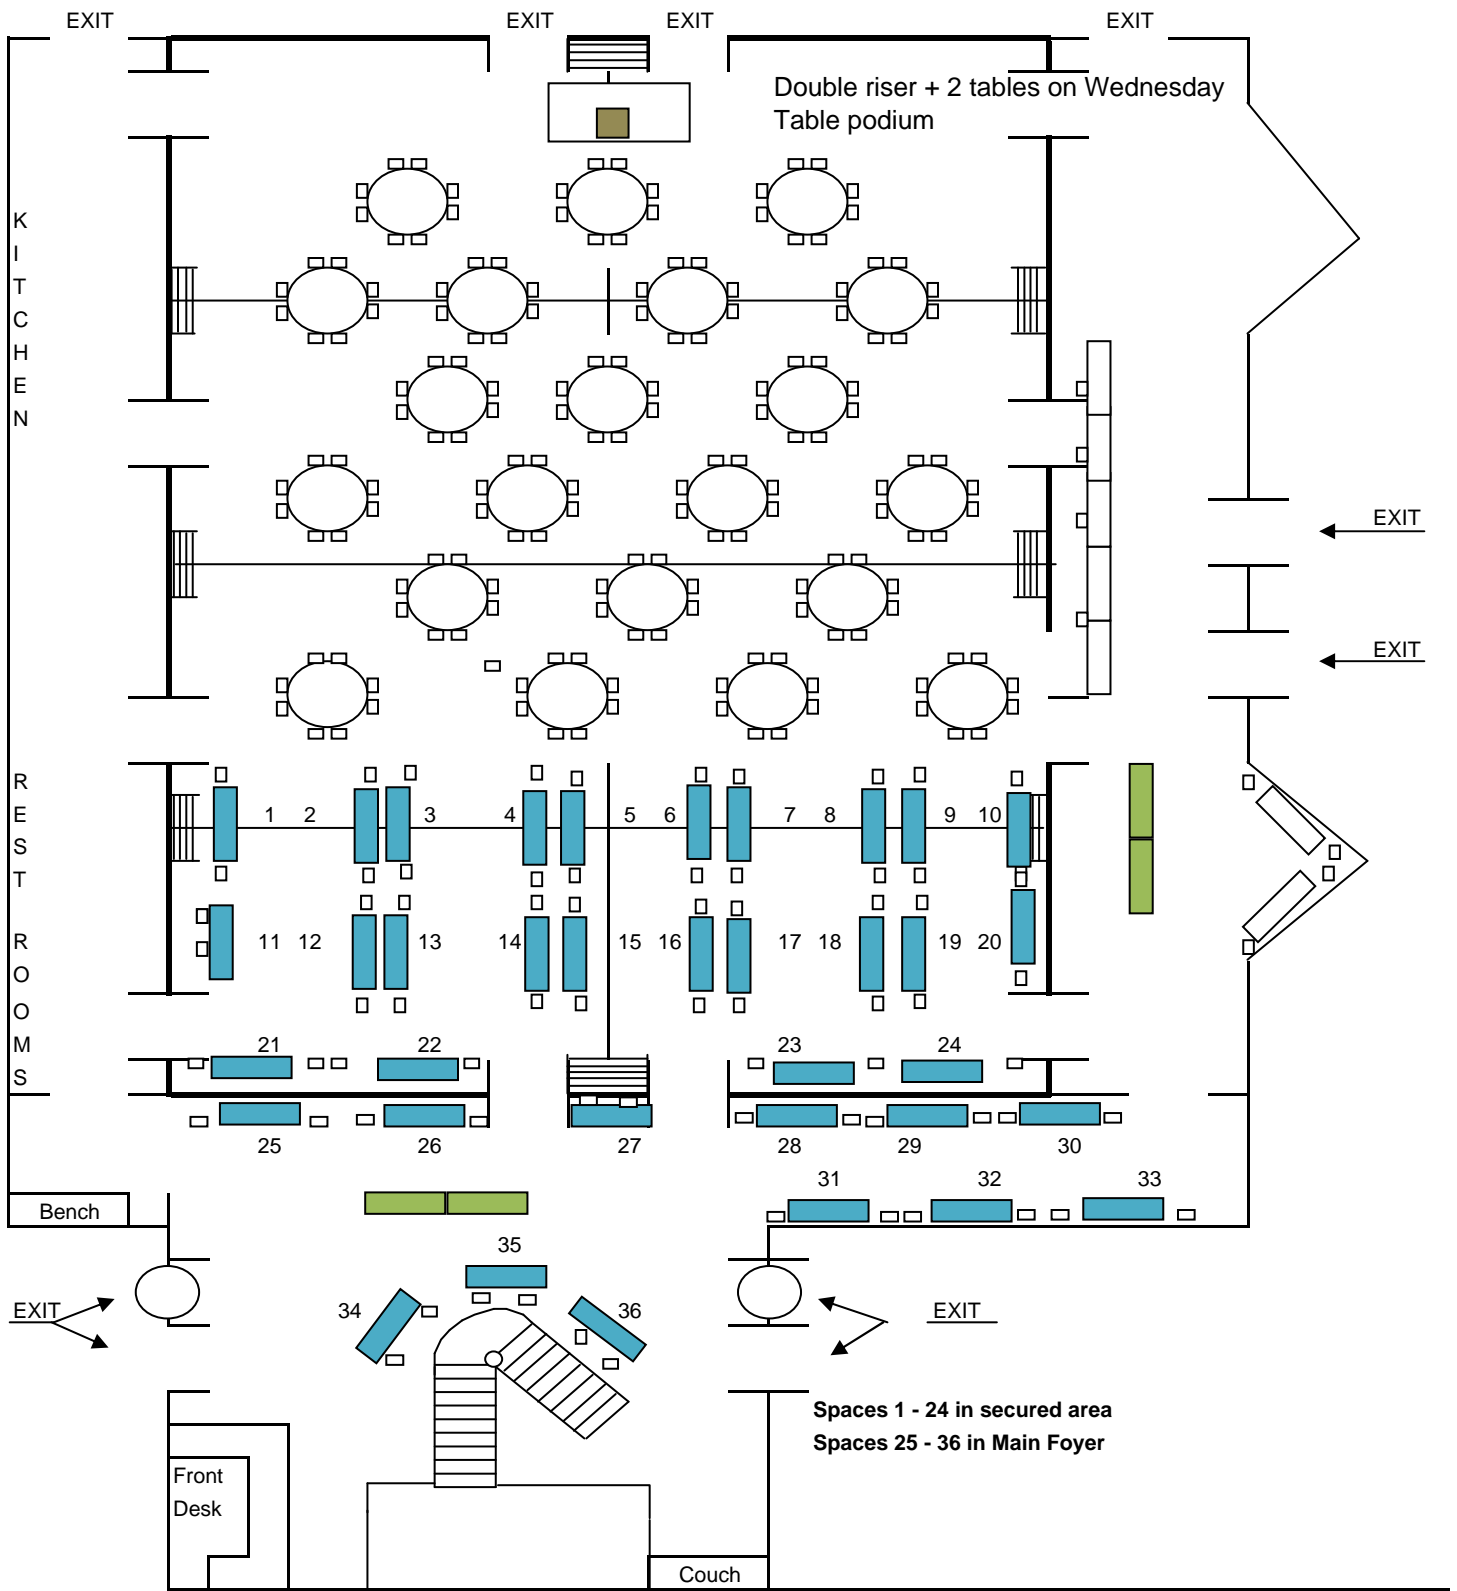 EXIT EXIT EXIT EXIT
Double riser + 2 tables on Wednesday
Table podium
KITCHEN
EXIT
EXIT
REST ROOMS
1 2 3 4 5 6 7 8 9 10
11 12 13 14 15 16 17 18 19 20
21 22 23 24
25 26 27 28 29 30
31 32 33
Bench
35
34 36
EXIT EXIT
Spaces 1 - 24 in secured area
Spaces 25 - 36 in Main Foyer
Front
Desk
Couch